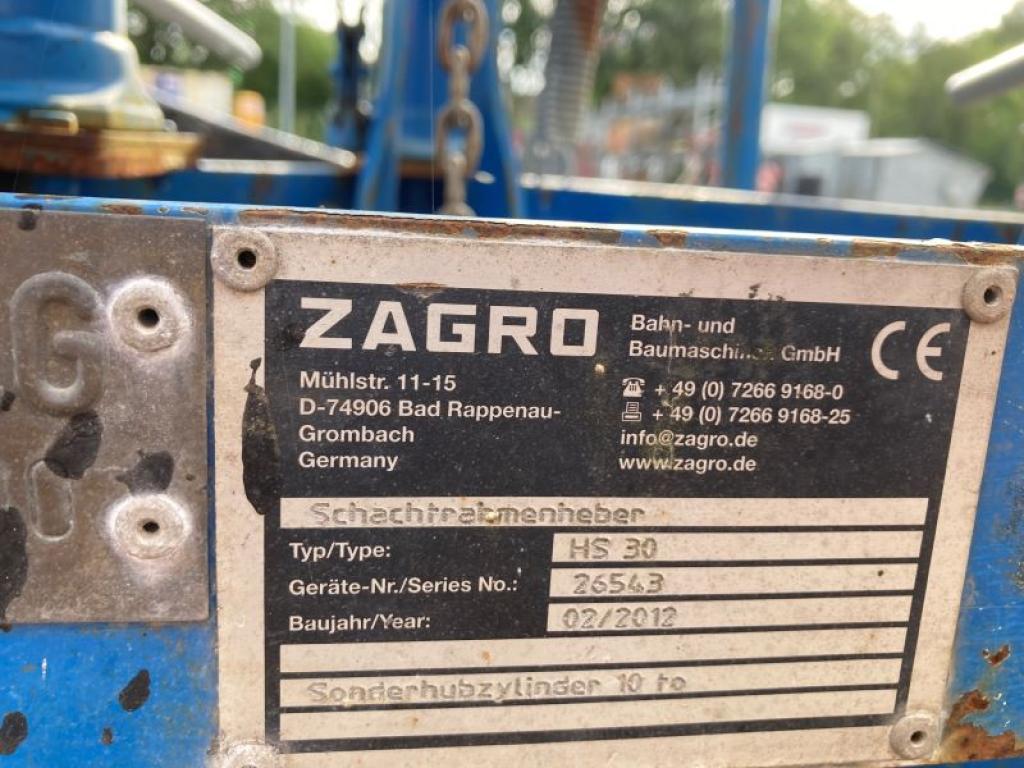 G
0
ZAGRO
Bahn- und
Baumaschinen GmbH
CE
Mühlstr. 11-15
D-74906 Bad Rappenau-
Grombach
Germany
☎ + 49 (0) 7266 9168-0
+ 49 (0) 7266 9168-25
info@zagro.de
www.zagro.de
Schachtrahmenheber
Typ/Type: HS 30
Geräte-Nr./Series No.: 26543
Baujahr/Year: 02/2012
Sonderhubzylinder 10 to